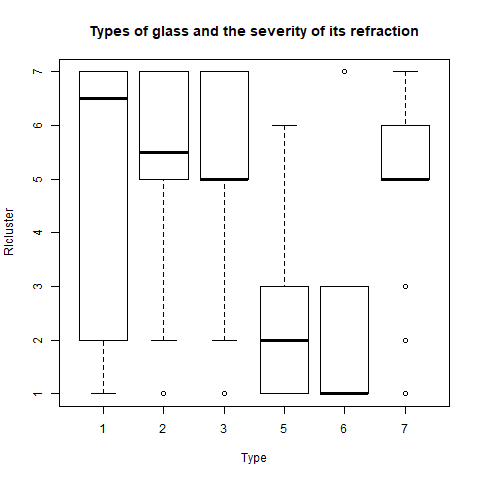 Types of glass and the severity of its refraction
RIcluster
7
6
5
4
3
2
1
1 2 3 5 6 7
Type